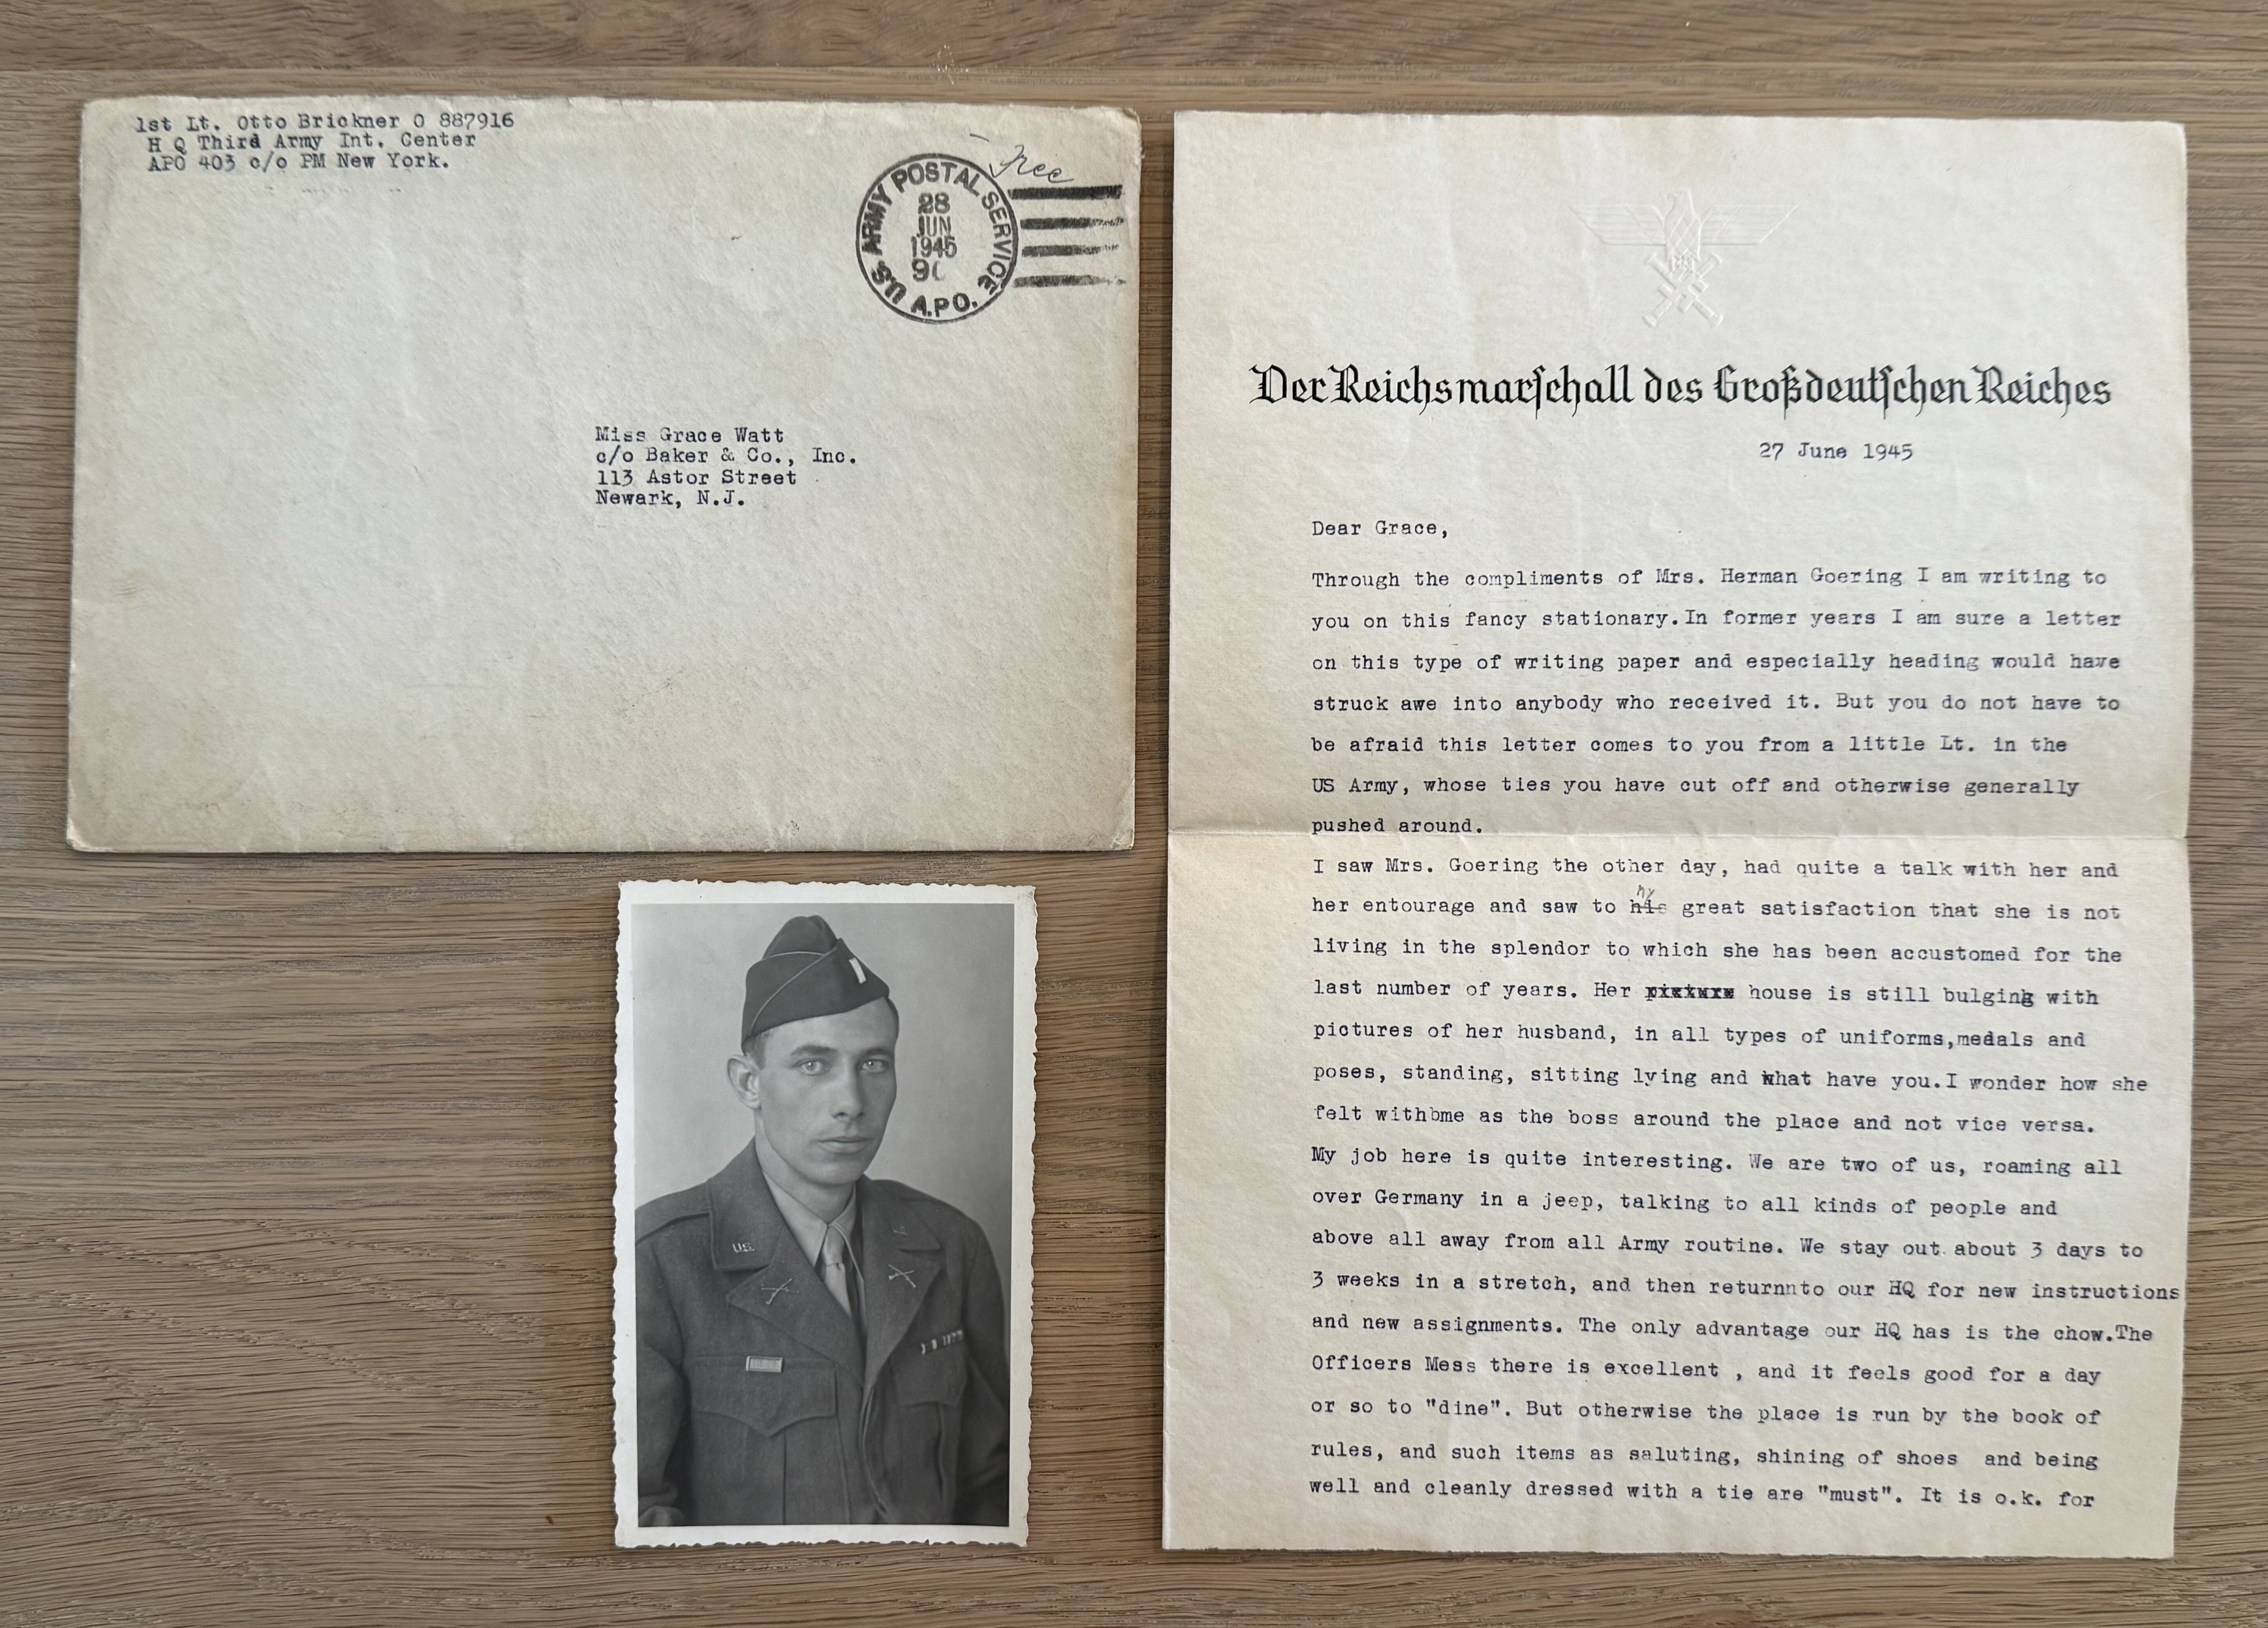 1st Lt. Otto Brickner O 887916
H Q Third Army Int. Center
APO 403 c/o PM New York.
Free
U.S. ARMY POSTAL SERVICE
28
JUN
1945
A.P.O.
Miss Grace Watt
c/o Baker & Co., Inc.
113 Astor Street
Newark, N.J.
U.S.
Der Reichsmarſchall des Großdeutſchen Reiches
27 June 1945
Dear Grace,
Through the compliments of Mrs. Herman Goering I am writing to
you on this fancy stationary.In former years I am sure a letter
on this type of writing paper and especially heading would have
struck awe into anybody who received it. But you do not have to
be afraid this letter comes to you from a little Lt. in the
US Army, whose ties you have cut off and otherwise generally
pushed around.
I saw Mrs. Goering the other day, had quite a talk with her and
her entourage and saw to his my great satisfaction that she is not
living in the splendor to which she has been accustomed for the
last number of years. Her house is still bulging with
pictures of her husband, in all types of uniforms,medals and
poses, standing, sitting lying and what have you.I wonder how she
felt withbme as the boss around the place and not vice versa.
My job here is quite interesting. We are two of us, roaming all
over Germany in a jeep, talking to all kinds of people and
above all away from all Army routine. We stay out about 3 days to
3 weeks in a stretch, and then returnnto our HQ for new instructions
and new assignments. The only advantage our HQ has is the chow.The
Officers Mess there is excellent , and it feels good for a day
or so to "dine". But otherwise the place is run by the book of
rules, and such items as saluting, shining of shoes  and being
well and cleanly dressed with a tie are "must". It is o.k. for